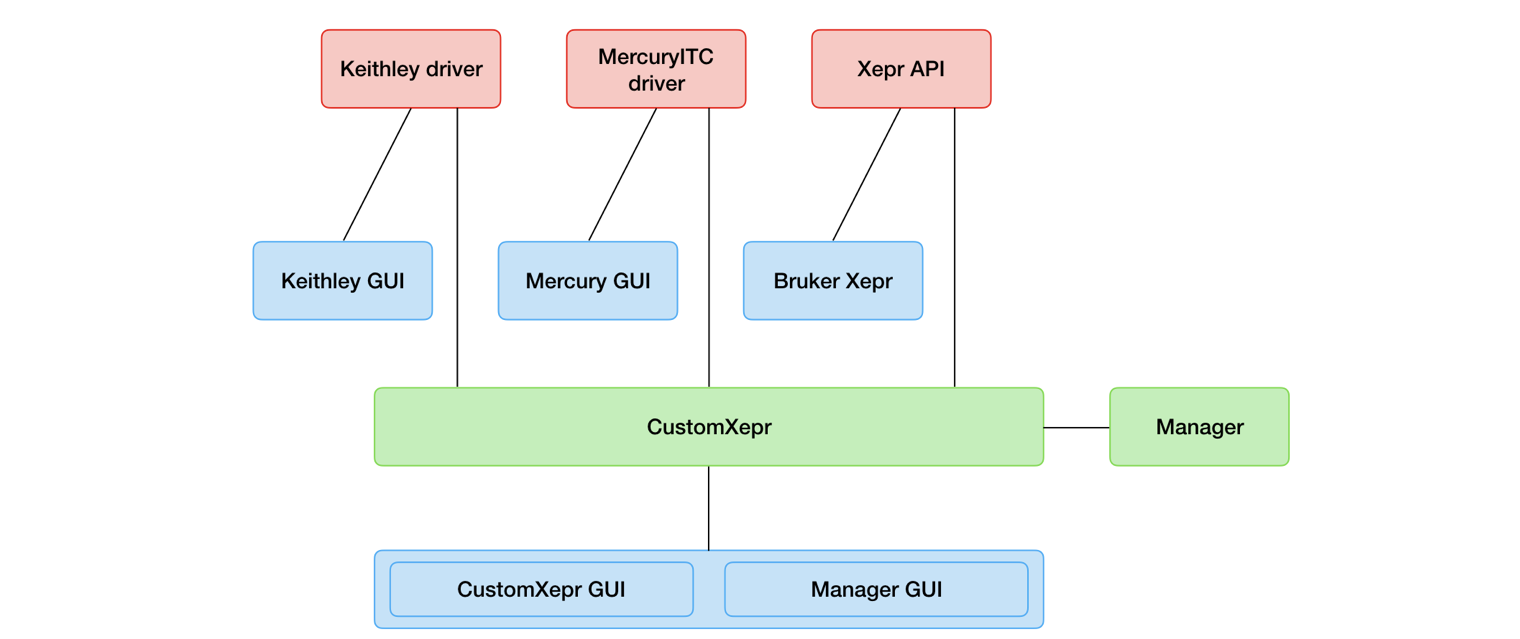 Keithley driver
MercuryITC
driver
Xepr API
Keithley GUI
Mercury GUI
Bruker Xepr
CustomXepr
Manager
CustomXepr GUI
Manager GUI